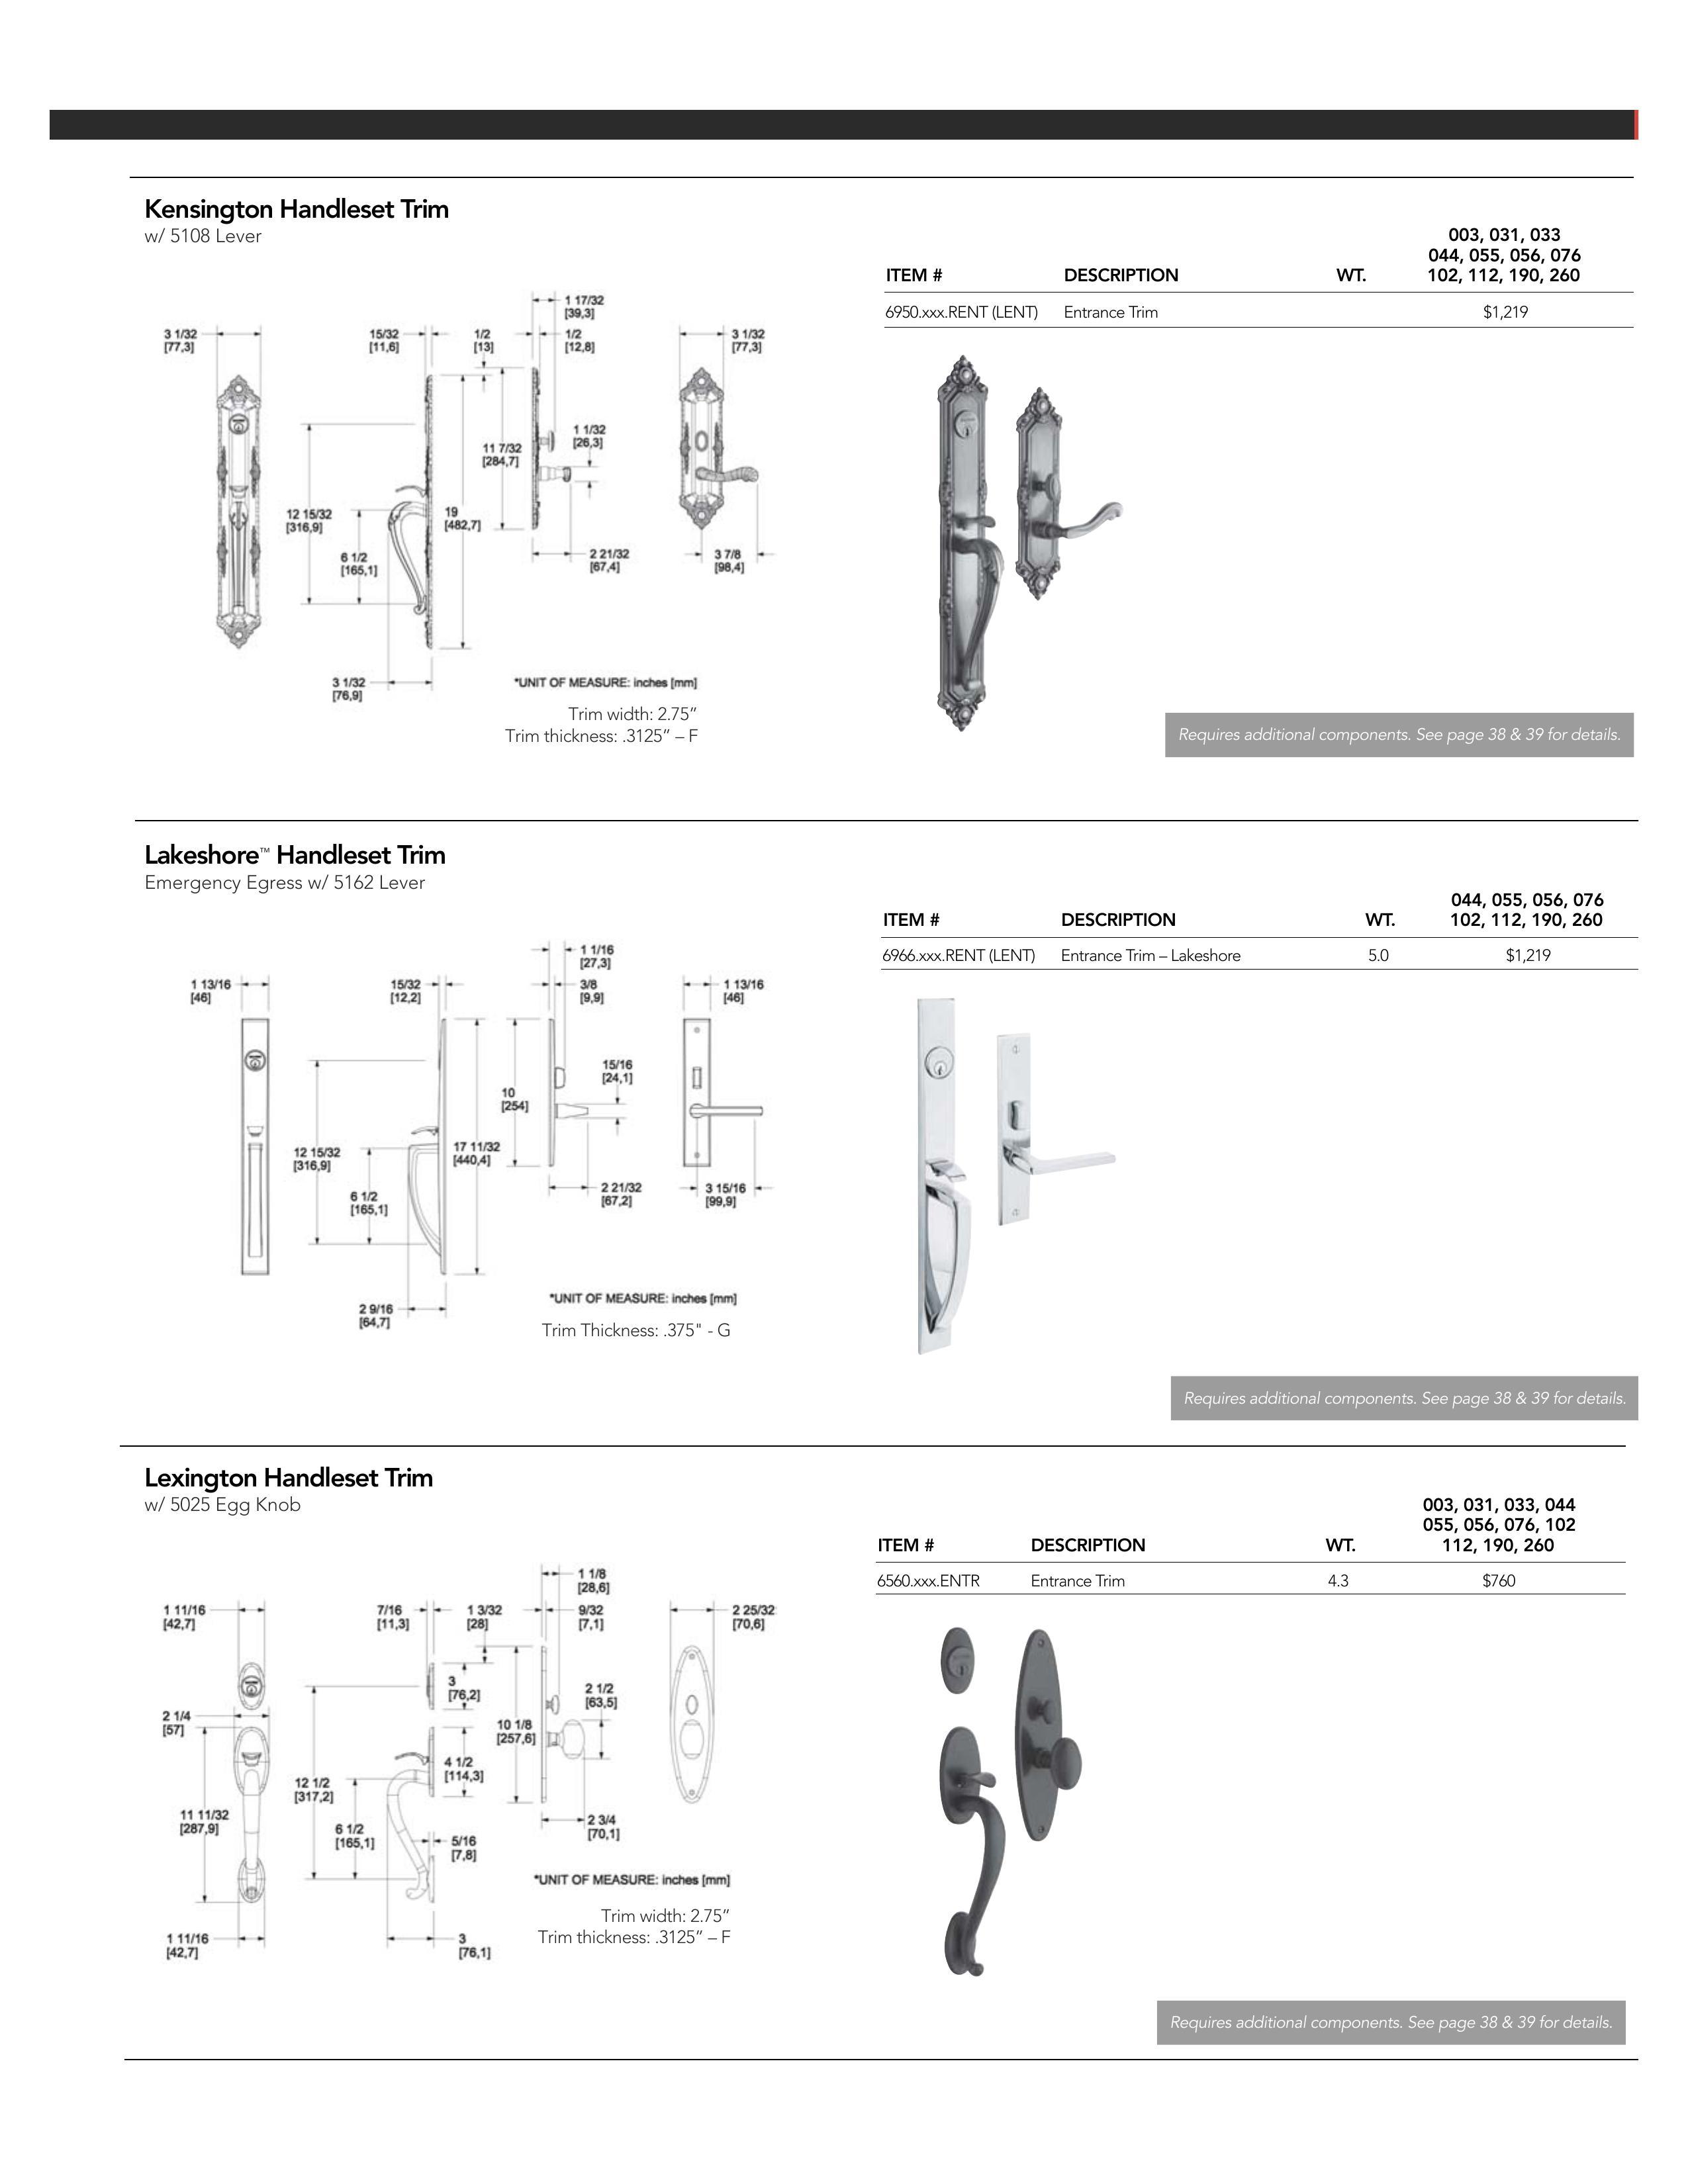 Kensington Handleset Trim
w/ 5108 Lever
003, 031, 033
044, 055, 056, 076
ITEM # DESCRIPTION WT. 102, 112, 190, 260
6950.xxx.RENT (LENT) Entrance Trim $1,219
1 17/32
[39,3]
3 1/32 15/32 1/2 1/2 3 1/32
[77,3] [11,6] [13] [12,8] [77,3]
1 1/32
[26,3]
11 7/32
[284,7]
12 15/32 19
[316,9] [482,7]
6 1/2 2 21/32 3 7/8
[165,1] [67,4] [98,4]
3 1/32 *UNIT OF MEASURE: inches [mm]
[76,9]
Trim width: 2.75”
Trim thickness: .3125” – F
Requires additional components. See page 38 & 39 for details.
Lakeshore™ Handleset Trim
Emergency Egress w/ 5162 Lever
044, 055, 056, 076
ITEM # DESCRIPTION WT. 102, 112, 190, 260
6966.xxx.RENT (LENT) Entrance Trim – Lakeshore 5.0 $1,219
1 1/16
[27,3]
1 13/16 15/32 3/8 1 13/16
[46] [12,2] [9,9] [46]
15/16
[24,1]
10
[254]
12 15/32 17 11/32
[316,9] [440,4]
6 1/2 2 21/32 3 15/16
[165,1] [67,2] [99,9]
*UNIT OF MEASURE: inches [mm]
2 9/16
[64,7]
Trim Thickness: .375" - G
Requires additional components. See page 38 & 39 for details.
Lexington Handleset Trim
w/ 5025 Egg Knob
003, 031, 033, 044
055, 056, 076, 102
ITEM # DESCRIPTION WT. 112, 190, 260
6560.xxx.ENTR Entrance Trim 4.3 $760
1 1/8
[28,6]
1 11/16 7/16 1 3/32 9/32 2 25/32
[42,7] [11,3] [28] [7,1] [70,6]
3 2 1/2
[76,2] [63,5]
2 1/4 10 1/8
[57] [257,6]
4 1/2
[114,3]
12 1/2
[317,2]
11 11/32 2 3/4
[287,9] [70,1]
6 1/2 5/16
[165,1] [7,8]
*UNIT OF MEASURE: inches [mm]
Trim width: 2.75”
Trim thickness: .3125” – F
1 11/16 3
[42,7] [76,1]
Requires additional components. See page 38 & 39 for details.